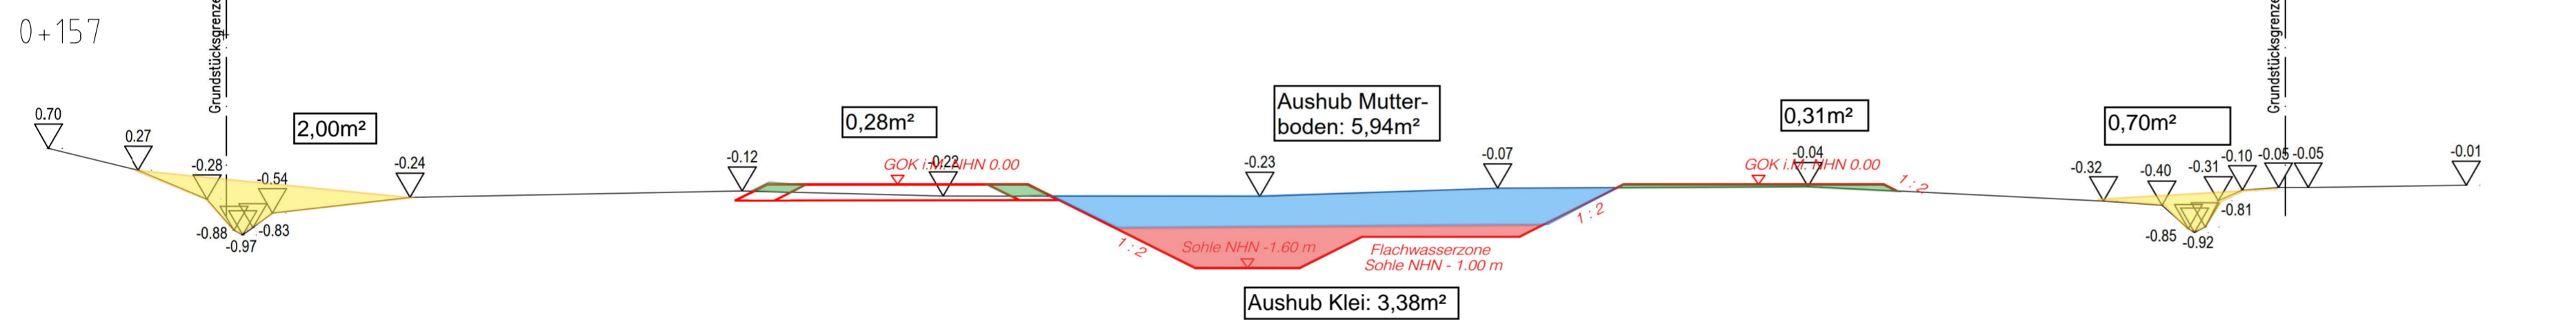 0+157
Grundstücksgrenze
Grundstücksgrenze
0.70
0.27
-0.28
-0.54
-0.88
-0.97
-0.83
2,00m²
-0.24
-0.12
0,28m²
GOK i.M. NHN 0.00
-0.22
Aushub Mutter-
boden: 5,94m²
-0.23
-0.07
1:2
Sohle NHN -1.60 m
Flachwasserzone
Sohle NHN - 1.00 m
1:2
Aushub Klei: 3,38m²
0,31m²
GOK i.M. NHN 0.00
-0.04
1:2
0,70m²
-0.32
-0.40
-0.31
-0.10
-0.05
-0.05
-0.81
-0.85
-0.92
-0.01